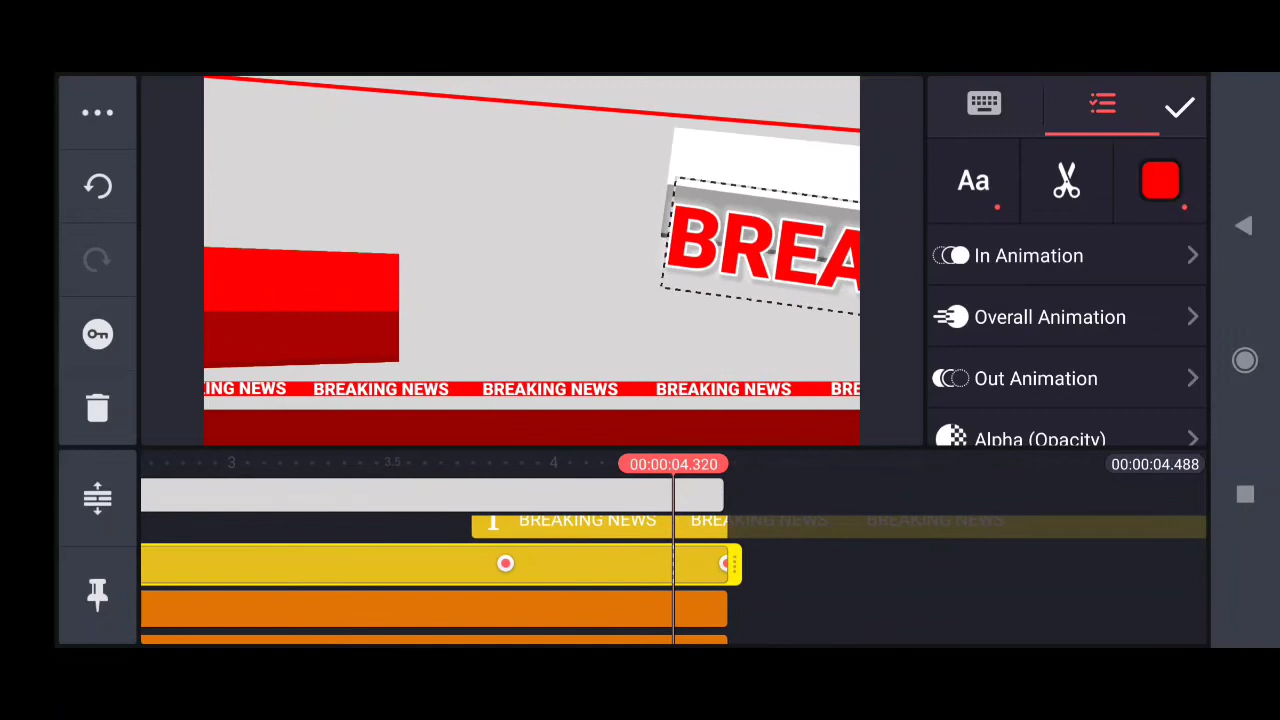 Aa
In Animation
BREA
Overall Animation
Out Animation
ING NEWS BREAKING NEWS BREAKING NEWS BREAKING NEWS BRE
Alpha (Opacity)
3 3.5 4 00:00:04.320 00:00:04.488
BREAKING NEWS BREAKING NEWS BREAKING NEWS